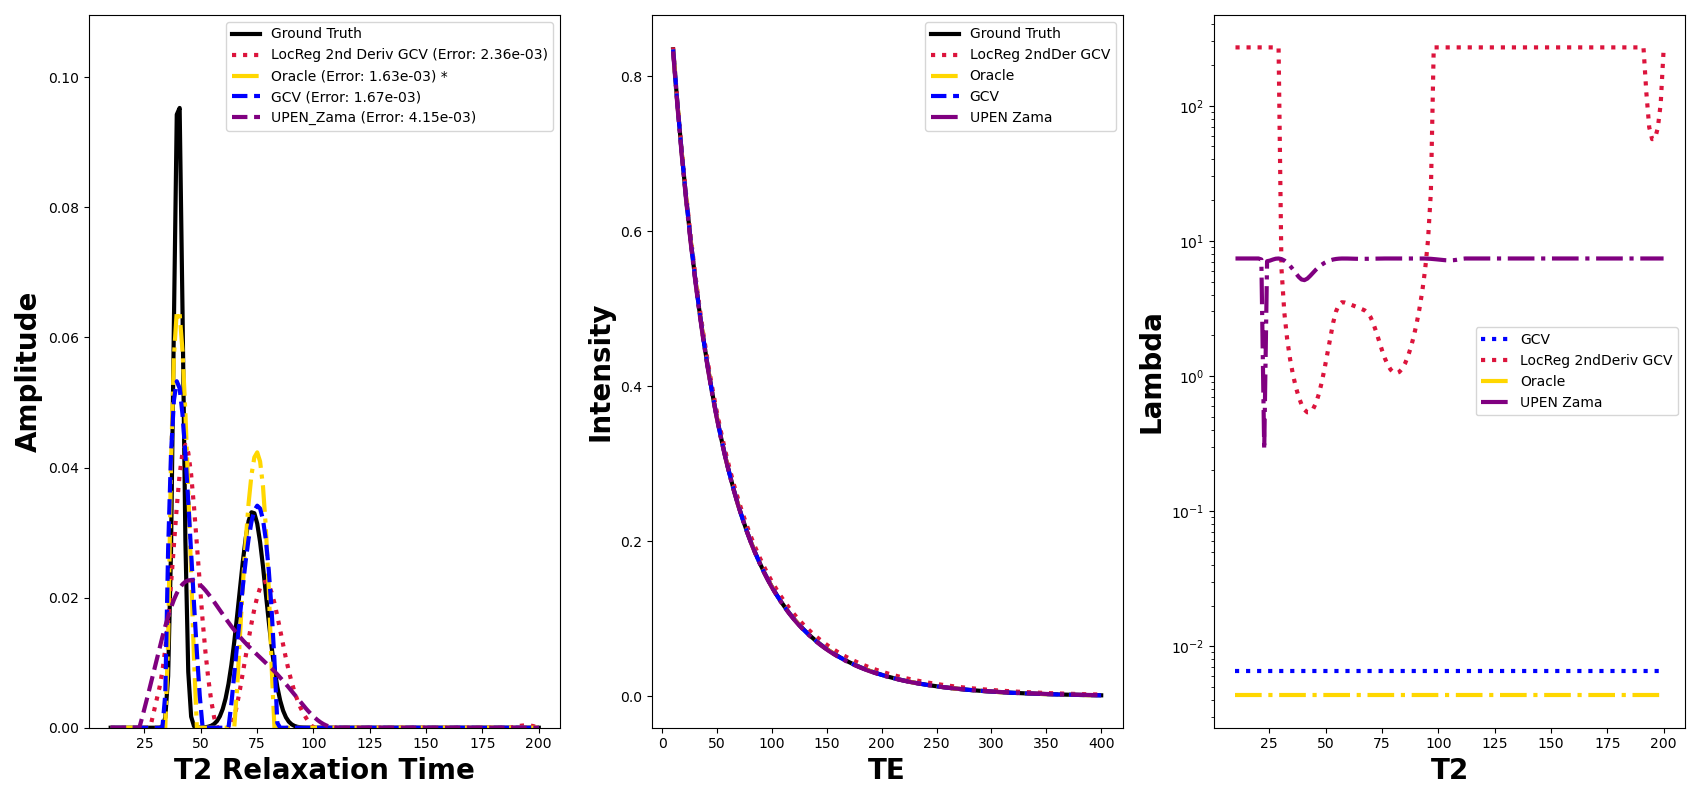 Ground Truth
LocReg 2nd Deriv GCV (Error: 2.36e-03)
Oracle (Error: 1.63e-03) *
GCV (Error: 1.67e-03)
UPEN_Zama (Error: 4.15e-03)
0.10
0.08
0.06
0.04
0.02
0.00
Amplitude
25 50 75 100 125 150 175 200
T2 Relaxation Time
Ground Truth
LocReg 2ndDer GCV
Oracle
GCV
UPEN Zama
0.8
0.6
0.4
0.2
0.0
Intensity
0 50 100 150 200 250 300 350 400
TE
10²
10¹
10⁰
10⁻¹
10⁻²
Lambda
GCV
LocReg 2ndDeriv GCV
Oracle
UPEN Zama
25 50 75 100 125 150 175 200
T2